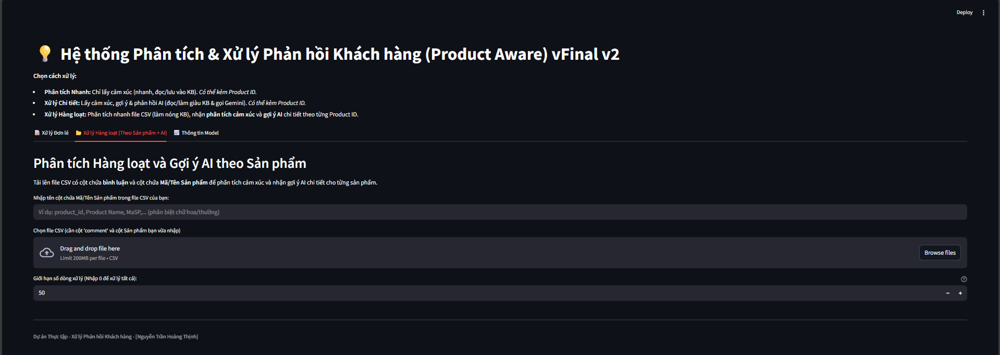 Deploy
Hệ thống Phân tích & Xử lý Phản hồi Khách hàng (Product Aware) vFinal v2
Chọn cách xử lý:
Phân tích Nhanh: Chỉ lấy cảm xúc (nhanh, đọc/lưu vào KB). Có thể kèm Product ID.
Xử lý Chi tiết: Lấy cảm xúc, gợi ý & phản hồi AI (đọc/làm giàu KB & gọi Gemini). Có thể kèm Product ID.
Xử lý Hàng loạt: Phân tích nhanh file CSV (làm nóng KB), nhận phân tích cảm xúc và gợi ý AI chi tiết theo từng Product ID.
Xử lý Đơn lẻ Xử lý Hàng loạt (Theo Sản phẩm + AI) Thông tin Model
Phân tích Hàng loạt và Gợi ý AI theo Sản phẩm
Tải lên file CSV có cột chứa bình luận và cột chứa Mã/Tên Sản phẩm để phân tích cảm xúc và nhận gợi ý AI chi tiết cho từng sản phẩm.
Nhập tên cột chứa Mã/Tên Sản phẩm trong file CSV của bạn:
Ví dụ: product_id, Product Name, MaSP,... (phân biệt chữ hoa/thường)
Chọn file CSV (cần cột 'comment' và cột Sản phẩm bạn vừa nhập)
Drag and drop file here
Limit 200MB per file • CSV
Browse files
Giới hạn số dòng xử lý (Nhập 0 để xử lý tất cả):
50
Dự án Thực tập - Xử lý Phản hồi Khách hàng - [Nguyễn Trần Hoàng Thịnh]